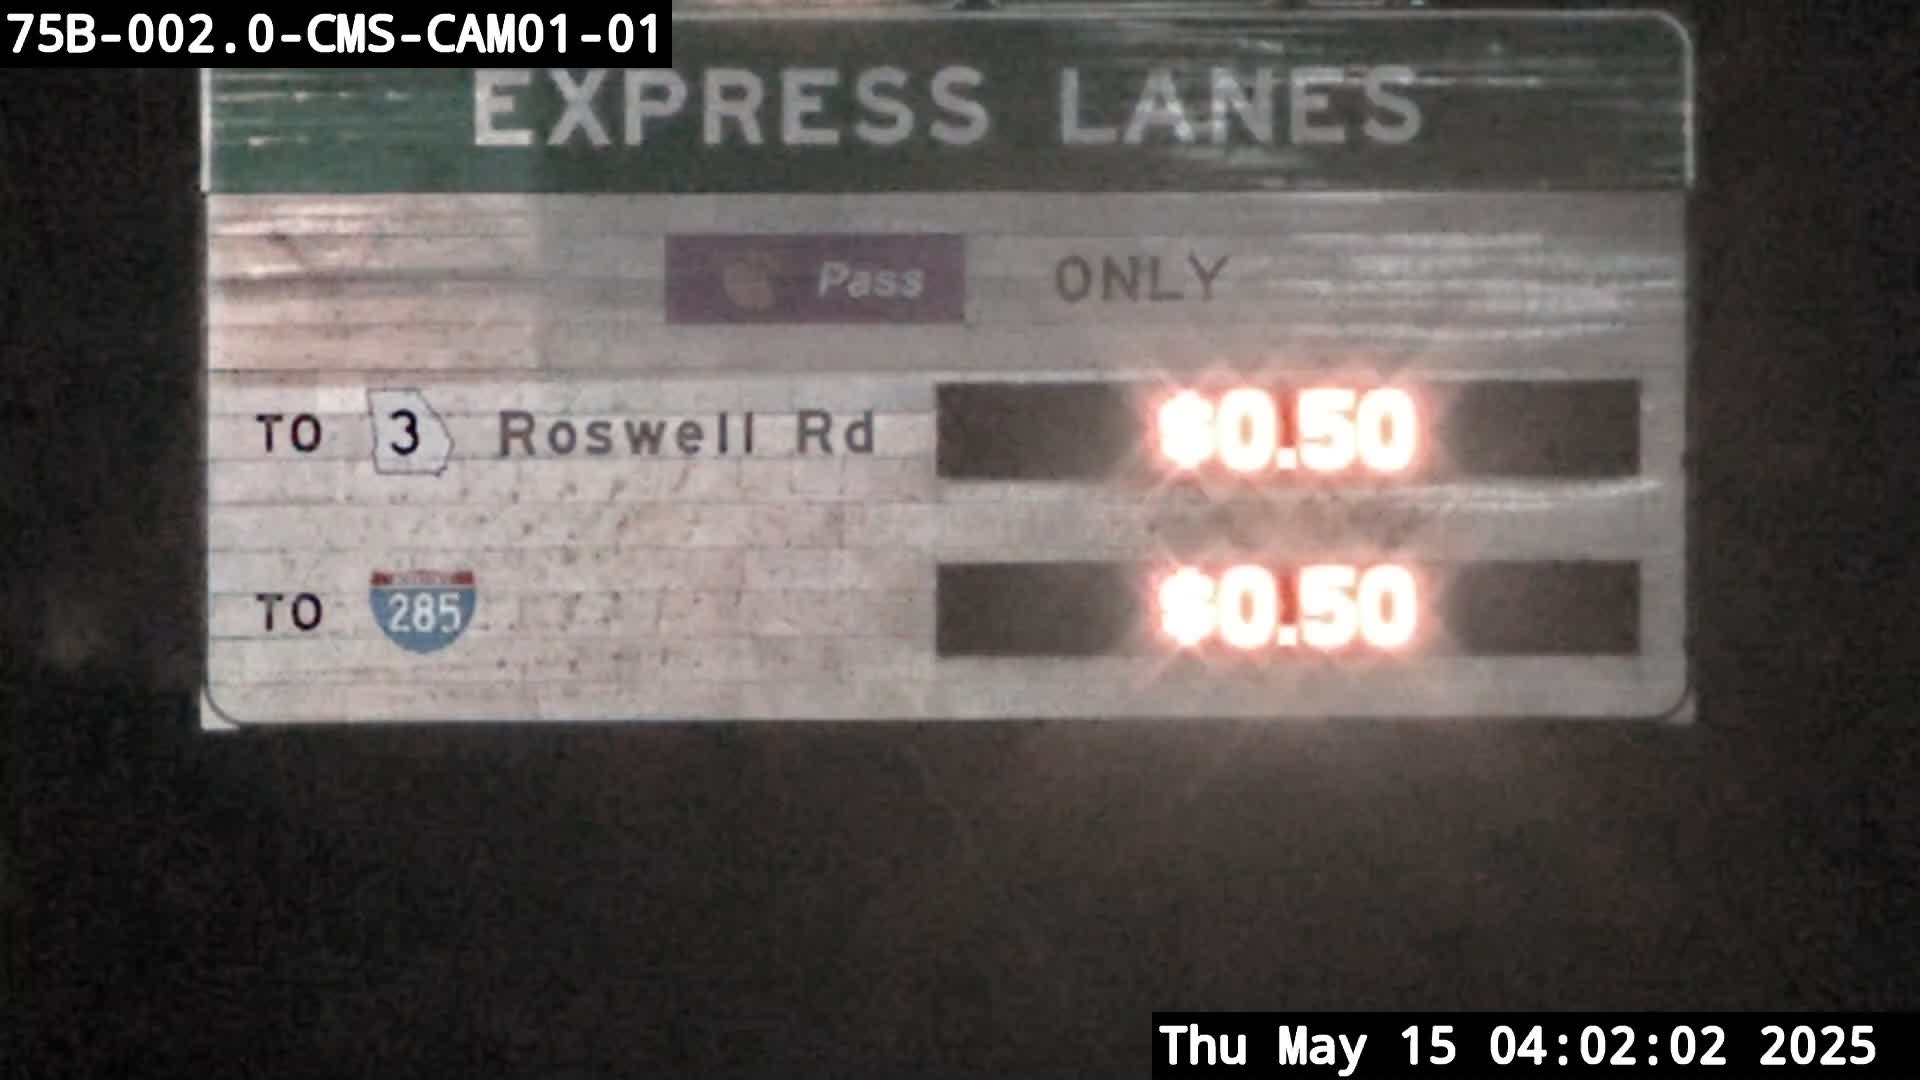 75B-002.0-CMS-CAM01-01
EXPRESS LANES
Pass ONLY
TO 3 Roswell Rd $0.50
TO 285 $0.50
Thu May 15 04:02:02 2025